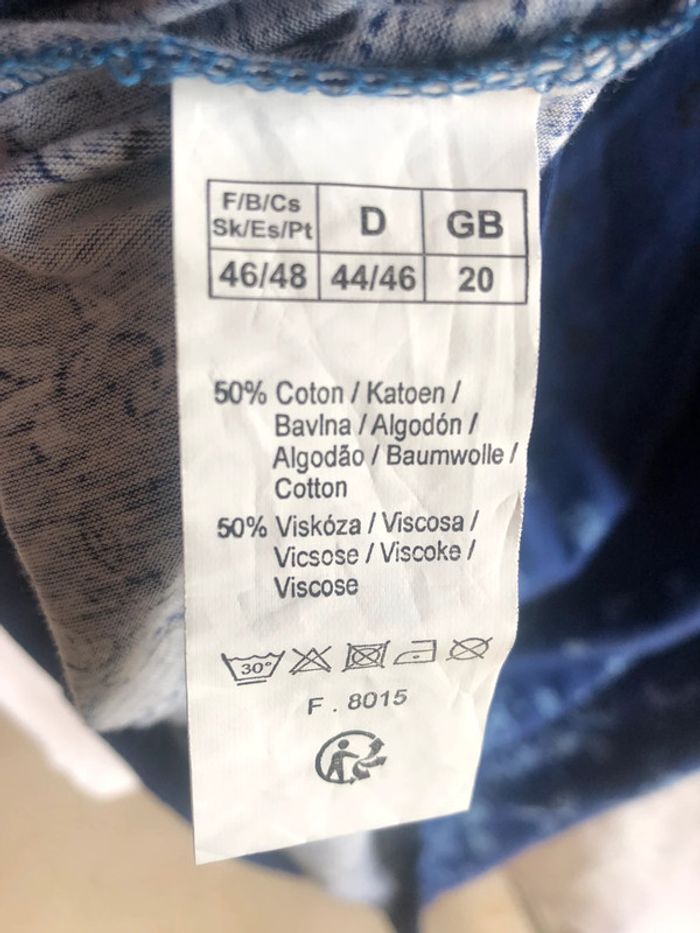 F/B/Cs
Sk/Es/Pt
D
GB
46/48
44/46
20
50% Coton / Katoen /
Bavlna / Algodón /
Algodão / Baumwolle /
Cotton
50% Viskóza / Viscosa /
Vicsose / Viscoke /
Viscose
30°
F . 8015